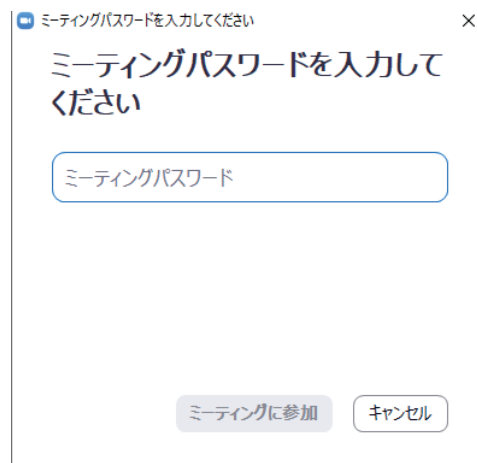 ミーティングパスワードを入力してください
ミーティングパスワードを入力して
ください
ミーティングパスワード
ミーティングに参加
キャンセル